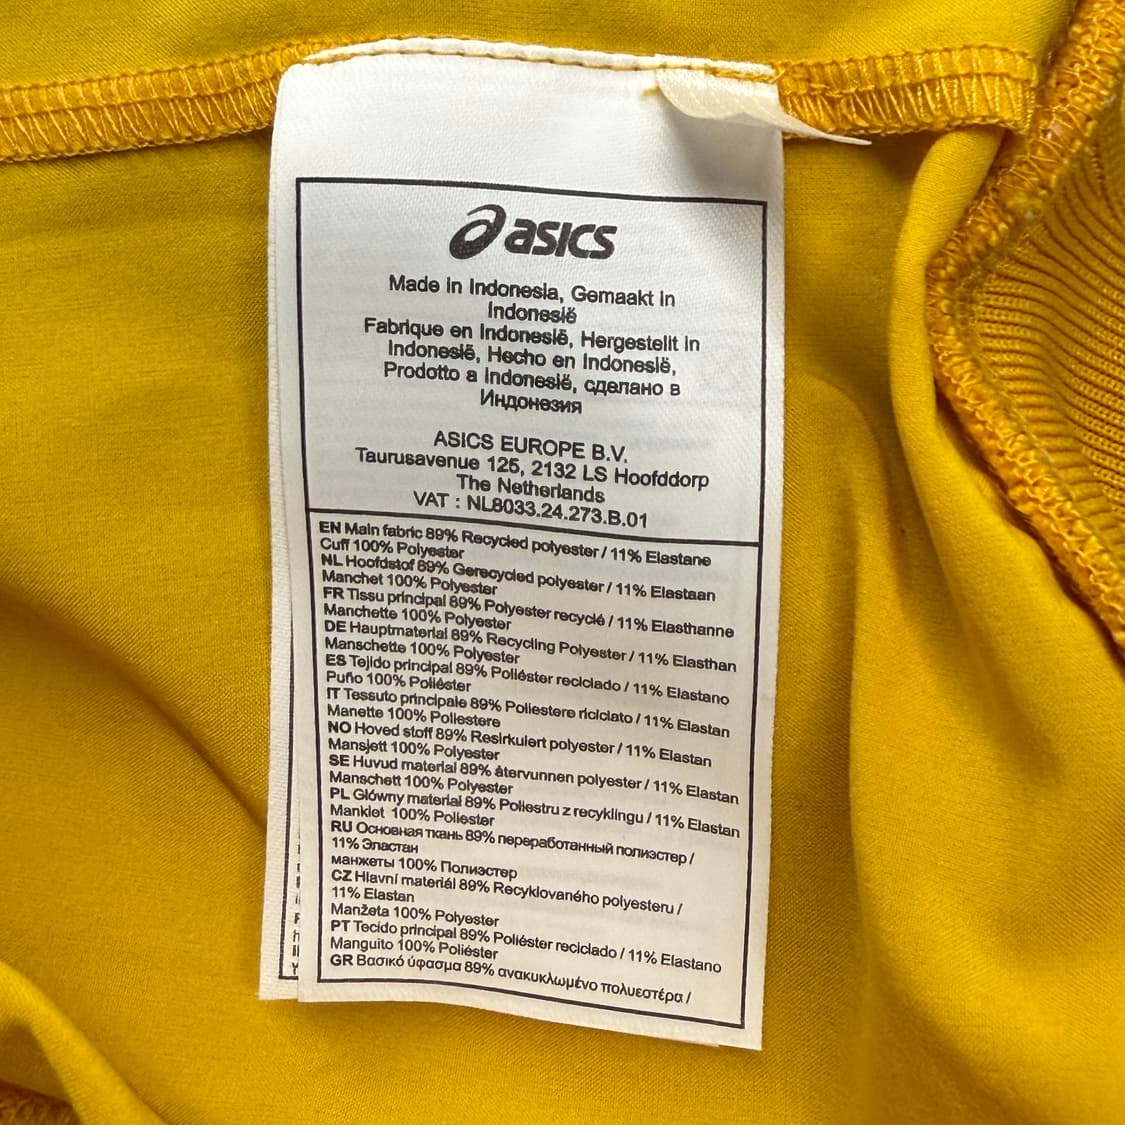 asics
Made in Indonesia, Gemaakt in
Indonesië
Fabrique en Indonesië, Hergestelit in
Indonesië, Hecho en Indonesië,
Prodotto a Indonesië, сделано в
Индонезия
ASICS EUROPE B.V.
Taurusavenue 125, 2132 LS Hoofddorp
The Netherlands
VAT : NL8033.24.273.B.01
EN Main fabric 89% Recycled polyester / 11% Elastane
Cuff 100% Polyester
NL Hoofdstof 89% Gerecycled polyester / 11% Elastaan
Manchet 100% Polyester
FR Tissu principal 89% Polyester recyclé / 11% Elasthanne
Manchette 100% Polyester
DE Hauptmaterial 89% Recycling Polyester / 11% Elasthan
Manschette 100% Polyester
ES Tejido principal 89% Poliéster reciclado / 11% Elastano
Puño 100% Poliéster
IT Tessuto principale 89% Poliestere riciclato / 11% Elastan
Manette 100% Poliestere
NO Hoved stoff 89% Resirkulert polyester / 11% Elastan
Mansjett 100% Polyester
SE Huvud material 89% återvunnen polyester / 11% Elastan
Manschett 100% Polyester
PL Główny material 89% Poliestru z recyklingu / 11% Elastan
Mankiet 100% Poliester
RU Основная ткань 89% переработанный полиэстер /
11% Эластан
манжеты 100% Полиэстер
CZ Hlavní materiál 89% Recyklovaného polyesteru /
11% Elastan
Manžeta 100% Polyester
PT Tecido principal 89% Poliéster reciclado / 11% Elastano
Manguito 100% Poliéster
GR Βασικό ύφασμα 89% ανακυκλωμένο πολυεστέρα /